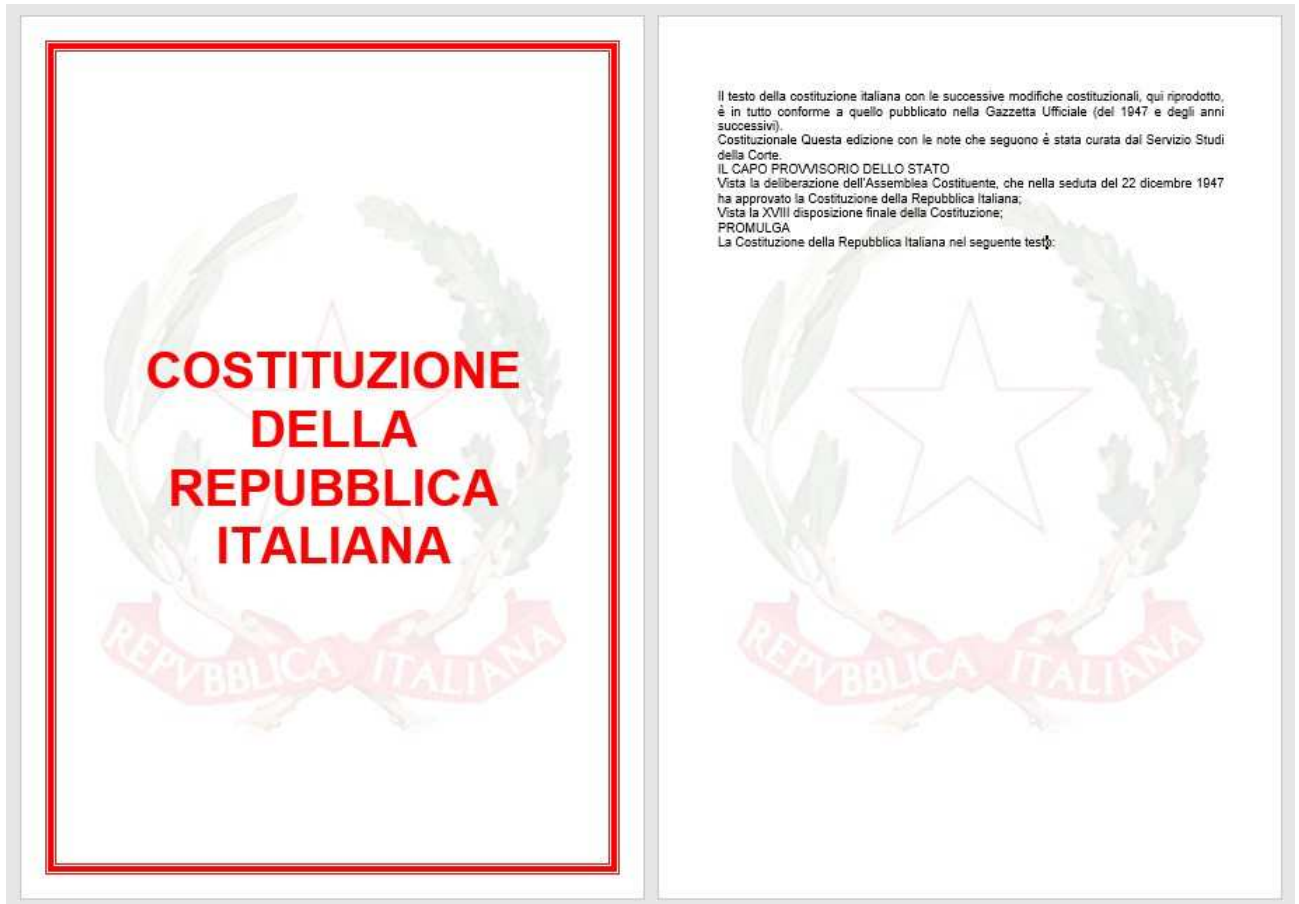 COSTITUZIONE
DELLA
REPUBBLICA
ITALIANA
REPVBBLICA ITALIANA
Il testo della costituzione italiana con le successive modifiche costituzionali, qui riprodotto,
è in tutto conforme a quello pubblicato nella Gazzetta Ufficiale (del 1947 e degli anni
successivi).
Costituzionale Questa edizione con le note che seguono è stata curata dal Servizio Studi
della Corte.
IL CAPO PROVVISORIO DELLO STATO
Vista la deliberazione dell'Assemblea Costituente, che nella seduta del 22 dicembre 1947
ha approvato la Costituzione della Repubblica Italiana;
Vista la XVIII disposizione finale della Costituzione;
PROMULGA
La Costituzione della Repubblica Italiana nel seguente testo:
REPVBBLICA ITALIANA